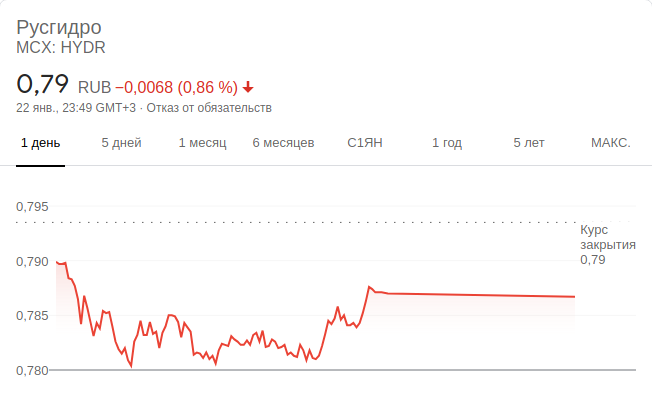 Русгидро
MCX: HYDR
0,79 RUB −0,0068 (0,86 %)
22 янв., 23:49 GMT+3 · Отказ от обязательств
1 день 5 дней 1 месяц 6 месяцев С1ЯН 1 год 5 лет МАКС.
0,795
Курс
закрытия
0,79
0,790
0,785
0,780